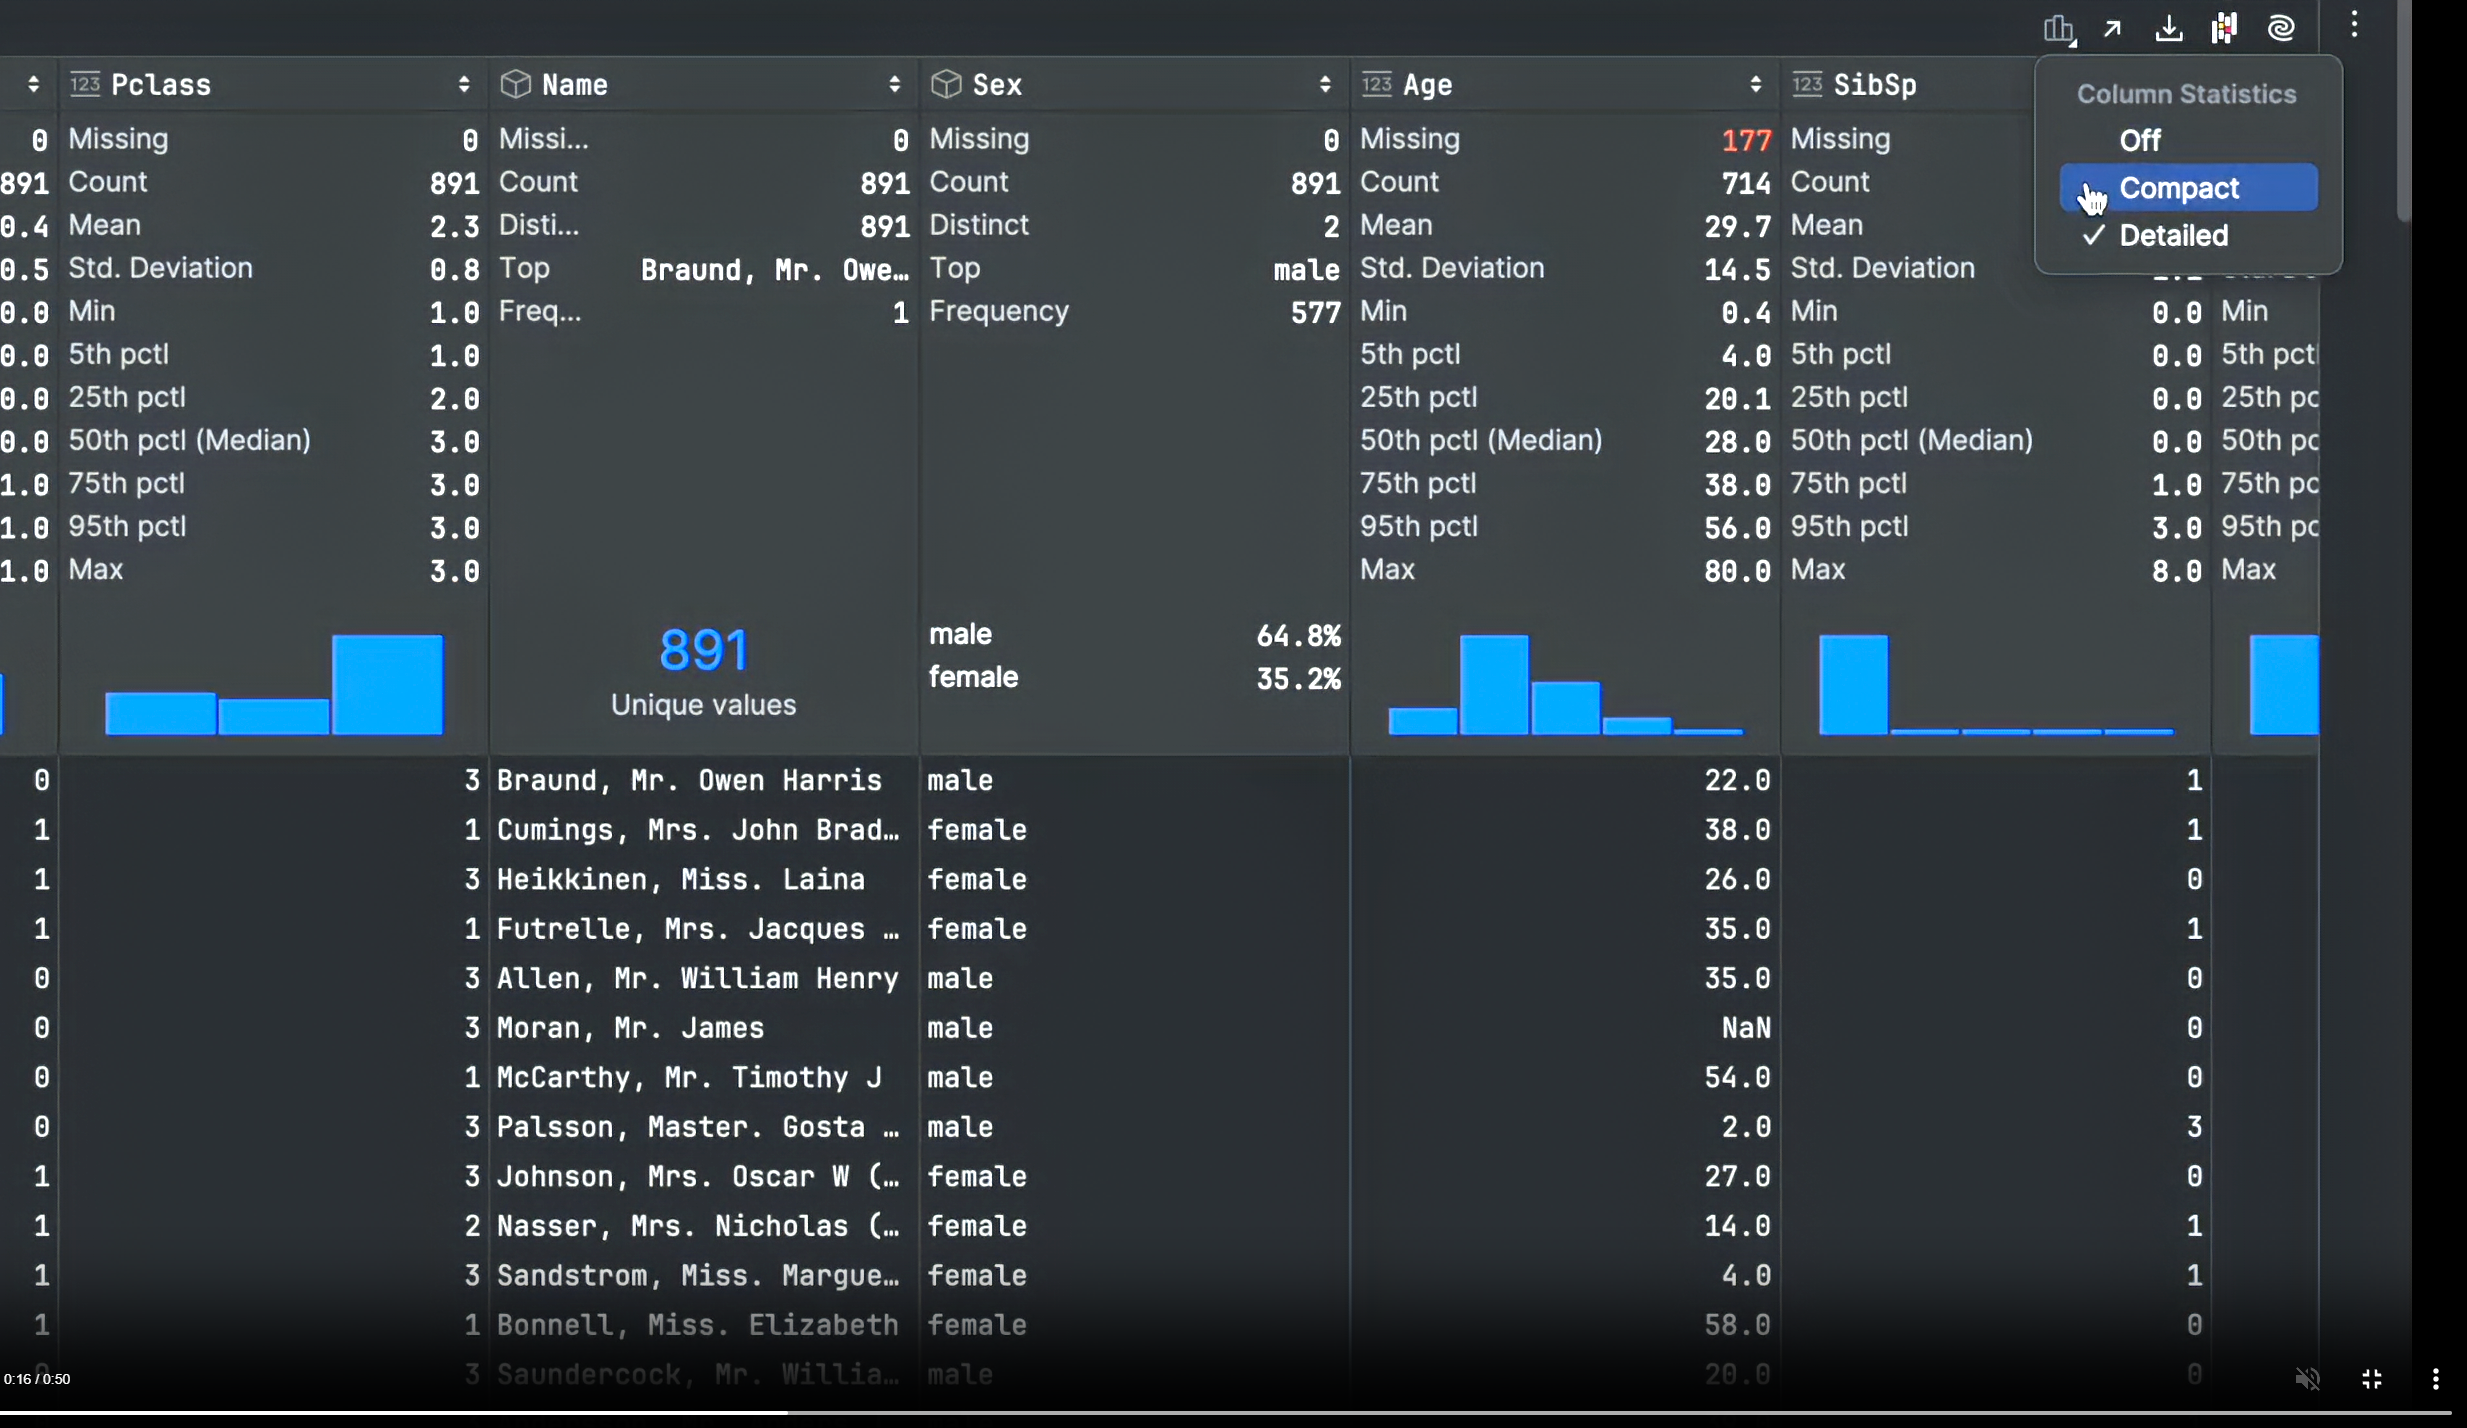 123 Pclass
Name
Sex
123 Age
123 SibSp
Column Statistics
Off
Compact
Detailed
0 Missing 0 Missi... 0 Missing 0 Missing 177 Missing
891 Count 891 Count 891 Count 891 Count 714 Count
0.4 Mean 2.3 Disti... 891 Distinct 2 Mean 29.7 Mean
0.5 Std. Deviation 0.8 Top Braund, Mr. Owe… Top male Std. Deviation 14.5 Std. Deviation
0.0 Min 1.0 Freq... 1 Frequency 577 Min 0.4 Min 0.0 Min
0.0 5th pctl 1.0 5th pctl 4.0 5th pctl 0.0 5th pctl
0.0 25th pctl 2.0 25th pctl 20.1 25th pctl 0.0 25th pc
0.0 50th pctl (Median) 3.0 50th pctl (Median) 28.0 50th pctl (Median) 0.0 50th pc
1.0 75th pctl 3.0 75th pctl 38.0 75th pctl 1.0 75th pc
1.0 95th pctl 3.0 95th pctl 56.0 95th pctl 3.0 95th pc
1.0 Max 3.0 Max 80.0 Max 8.0 Max
891
Unique values
male 64.8%
female 35.2%
0 3 Braund, Mr. Owen Harris male 22.0 1
1 1 Cumings, Mrs. John Brad… female 38.0 1
1 3 Heikkinen, Miss. Laina female 26.0 0
1 1 Futrelle, Mrs. Jacques … female 35.0 1
0 3 Allen, Mr. William Henry male 35.0 0
0 3 Moran, Mr. James male NaN 0
0 1 McCarthy, Mr. Timothy J male 54.0 0
0 3 Palsson, Master. Gosta … male 2.0 3
1 3 Johnson, Mrs. Oscar W (… female 27.0 0
1 2 Nasser, Mrs. Nicholas (… female 14.0 1
1 3 Sandstrom, Miss. Margue… female 4.0 1
1 1 Bonnell, Miss. Elizabeth female 58.0 0
0 3 Saundercock, Mr. Willia… male 20.0 0
0:16 / 0:50